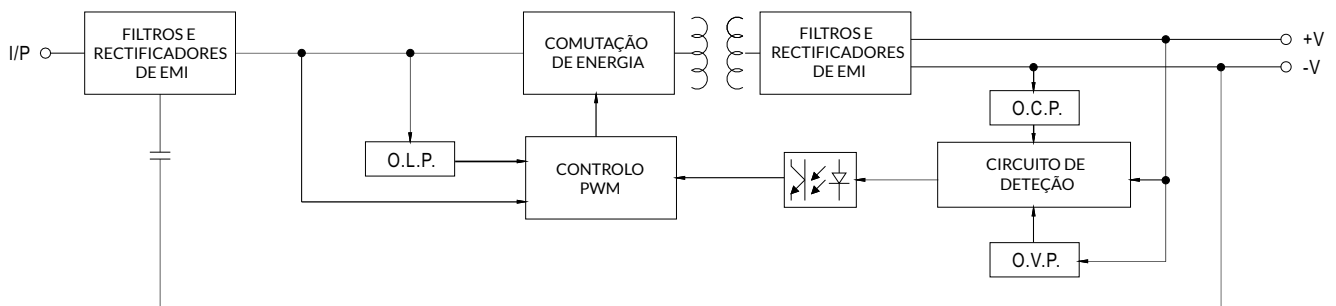 I/P
FILTROS E
RECTIFICADORES
DE EMI
COMUTAÇÃO
DE ENERGIA
FILTROS E
RECTIFICADORES
DE EMI
+V
-V
O.C.P.
O.L.P.
CONTROLO
PWM
CIRCUITO DE
DETEÇÃO
O.V.P.